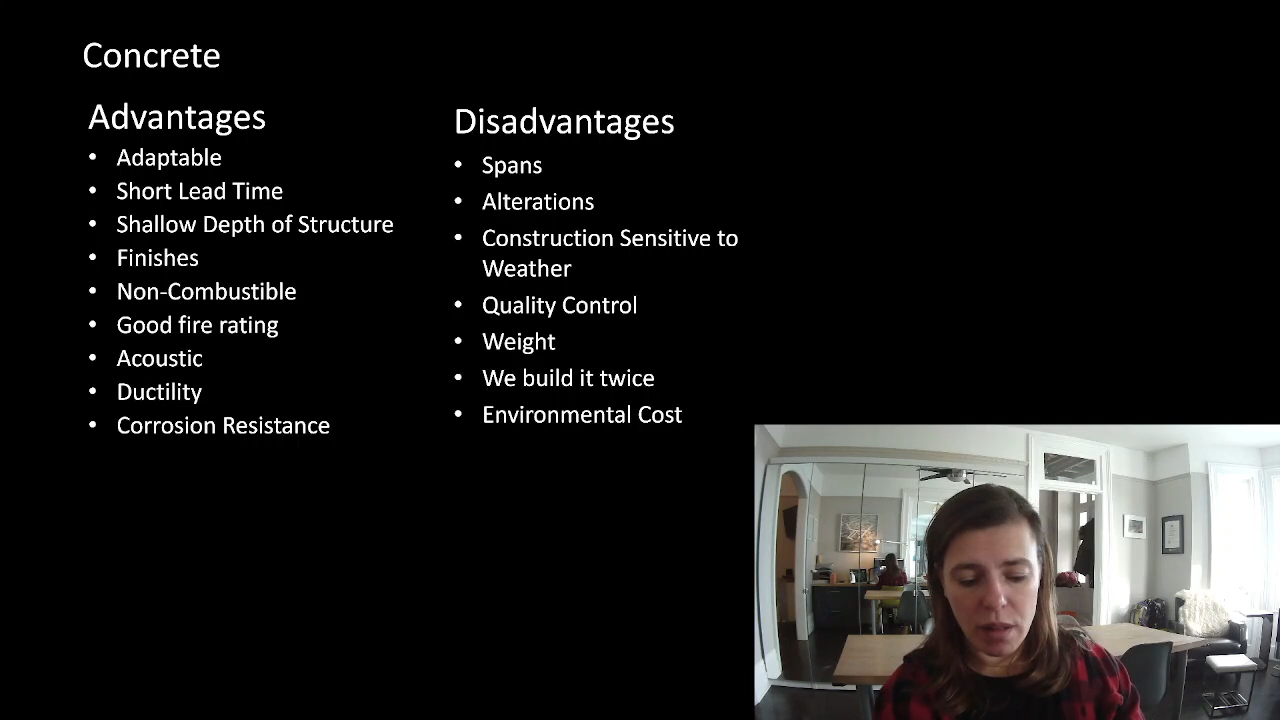 Concrete
Advantages
• Adaptable
• Short Lead Time
• Shallow Depth of Structure
• Finishes
• Non-Combustible
• Good fire rating
• Acoustic
• Ductility
• Corrosion Resistance
Disadvantages
• Spans
• Alterations
• Construction Sensitive to
Weather
• Quality Control
• Weight
• We build it twice
• Environmental Cost